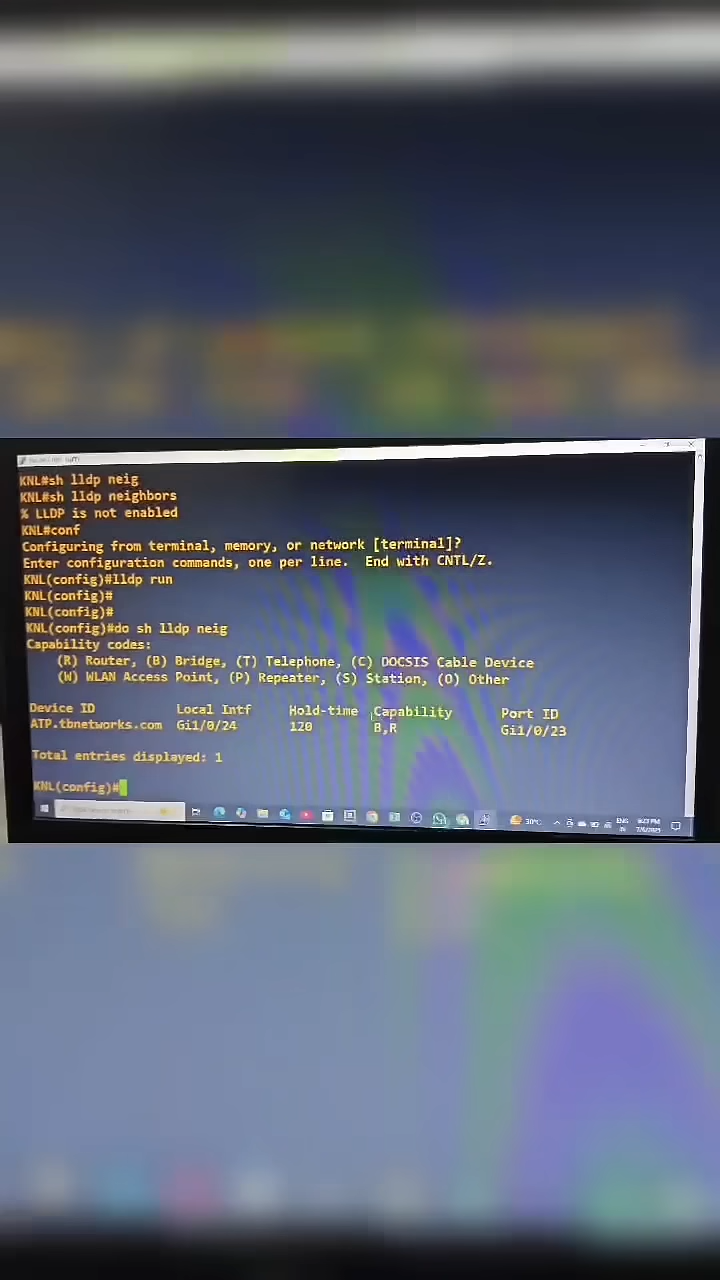 KNL#sh lldp neig
KNL#sh lldp neighbors
% LLDP is not enabled
KNL#conf
Configuring from terminal, memory, or network [terminal]?
Enter configuration commands, one per line.  End with CNTL/Z.
KNL(config)#lldp run
KNL(config)#
KNL(config)#
KNL(config)#do sh lldp neig
Capability codes:
(R) Router, (B) Bridge, (T) Telephone, (C) DOCSIS Cable Device
(W) WLAN Access Point, (P) Repeater, (S) Station, (O) Other
Device ID Local Intf Hold-time Capability Port ID
ATP.tbnetworks.com Gi1/0/24 120 B,R Gi1/0/23
Total entries displayed: 1
KNL(config)#
30°C ENG